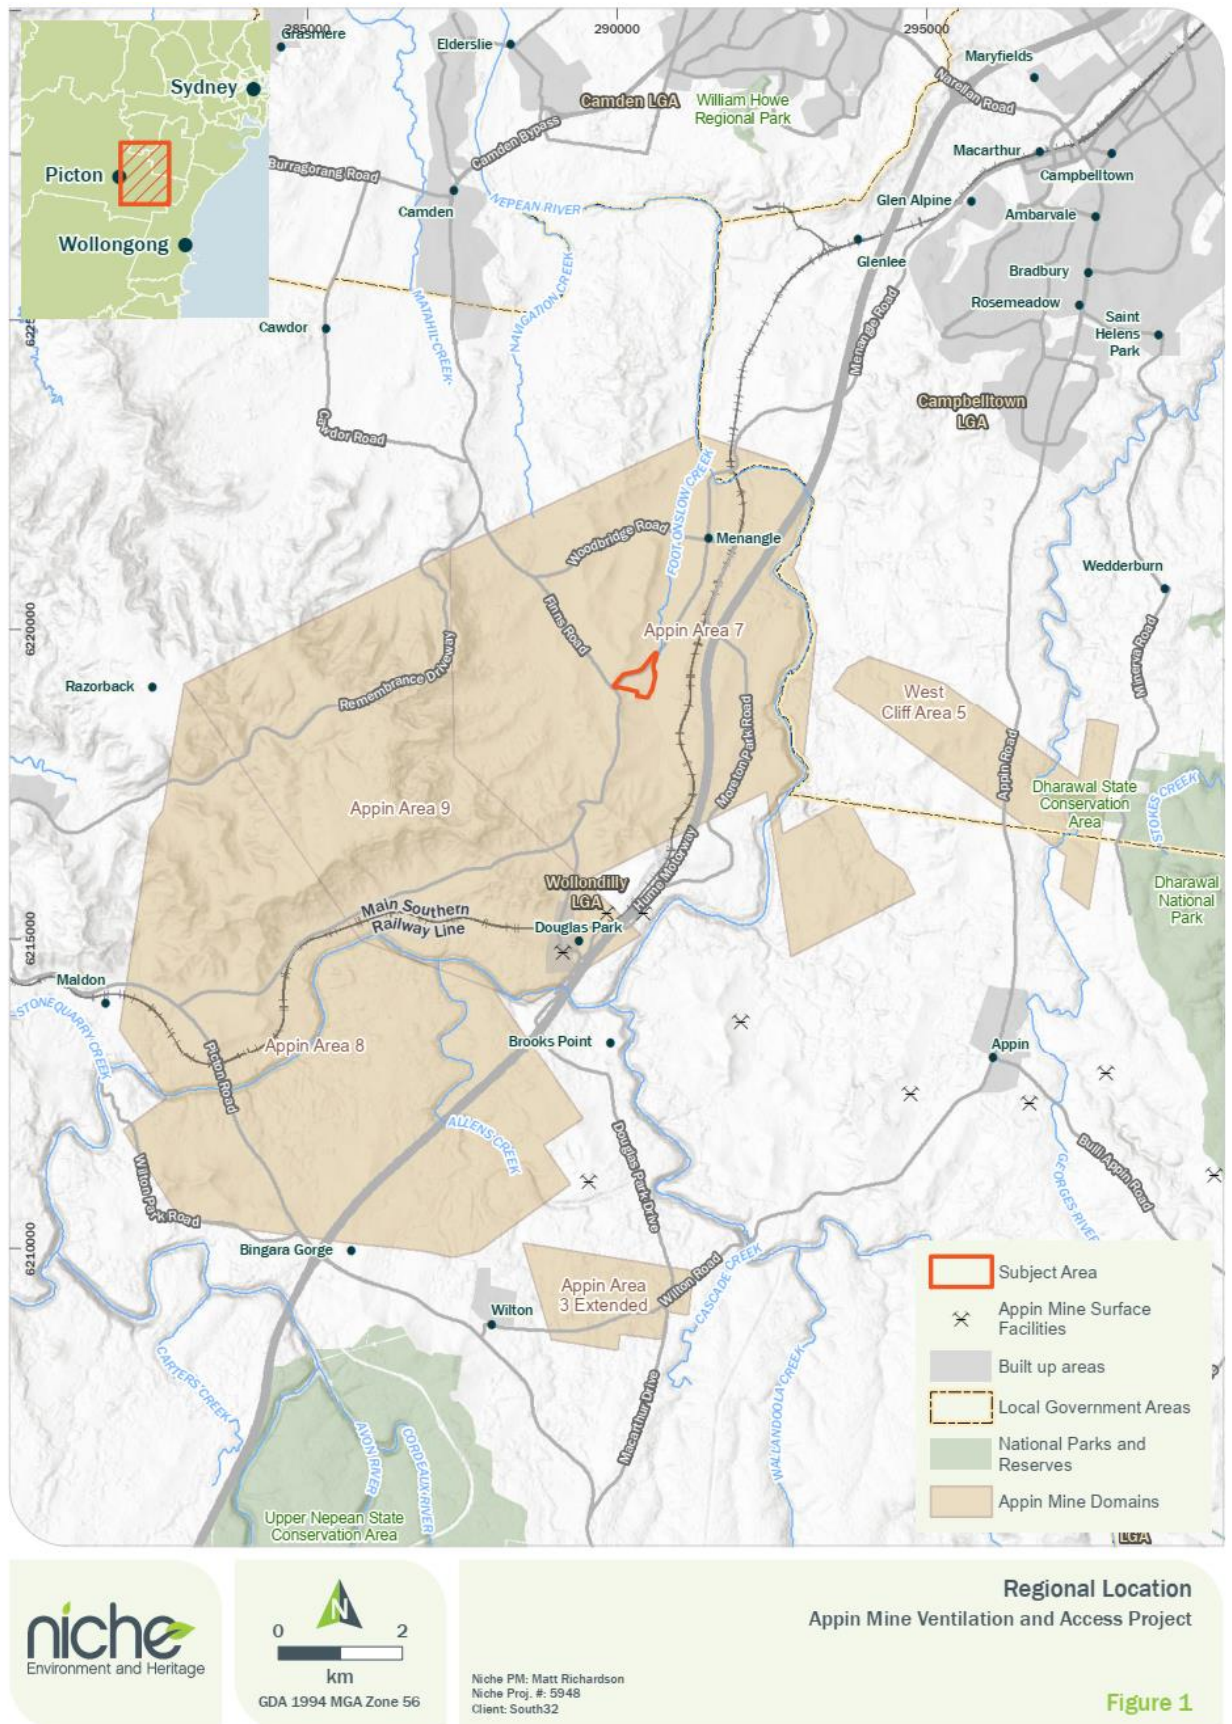 285000
290000
295000
Grasmere
Elderslie
Maryfields
Sydney
Camden LGA
William Howe
Regional Park
Narellan Road
Camden Bypass
Macarthur
Burragorang Road
Campbelltown
Picton
Glen Alpine
NEPEAN RIVER
Camden
Ambarvale
Wollongong
Glenlee
NAVIGATION CREEK
Bradbury
MATAHIL CREEK
Menangle Road
Rosemeadow
Cawdor
Saint
Helens
Park
Campbelltown
LGA
Cawdor Road
FOOT ONSLOW CREEK
Woodbridge Road
Menangle
Wedderburn
6220000
Finns Road
Appin Area 7
Minerva Road
Remembrance Driveway
Razorback
West
Cliff Area 5
Moreton Park Road
Appin Road
Dharawal State
Conservation
Area
STOKES CREEK
Appin Area 9
Wollondilly
LGA
Hume Motorway
Dharawal
National
Park
Main Southern
Railway Line
Douglas Park
6215000
Maldon
STONEQUARRY CREEK
Appin Area 8
Brooks Point
Appin
Picton Road
ALLENS CREEK
Douglas Park Drive
Bulli Appin Road
GEORGES RIVER
Wilton Park Road
6210000
Bingara Gorge
Appin Area
3 Extended
Wilton Road
CASCADE CREEK
Wilton
CARTERS CREEK
WALLANDOOLA CREEK
Macarthur Drive
AVON RIVER
CORDEAUX RIVER
Upper Nepean State
Conservation Area
Subject Area
Appin Mine Surface
Facilities
Built up areas
Local Government Areas
National Parks and
Reserves
Appin Mine Domains
LGA
niche
Environment and Heritage
N
0 2
km
GDA 1994 MGA Zone 56
Niche PM: Matt Richardson
Niche Proj. #: 5948
Client: South32
Regional Location
Appin Mine Ventilation and Access Project
Figure 1